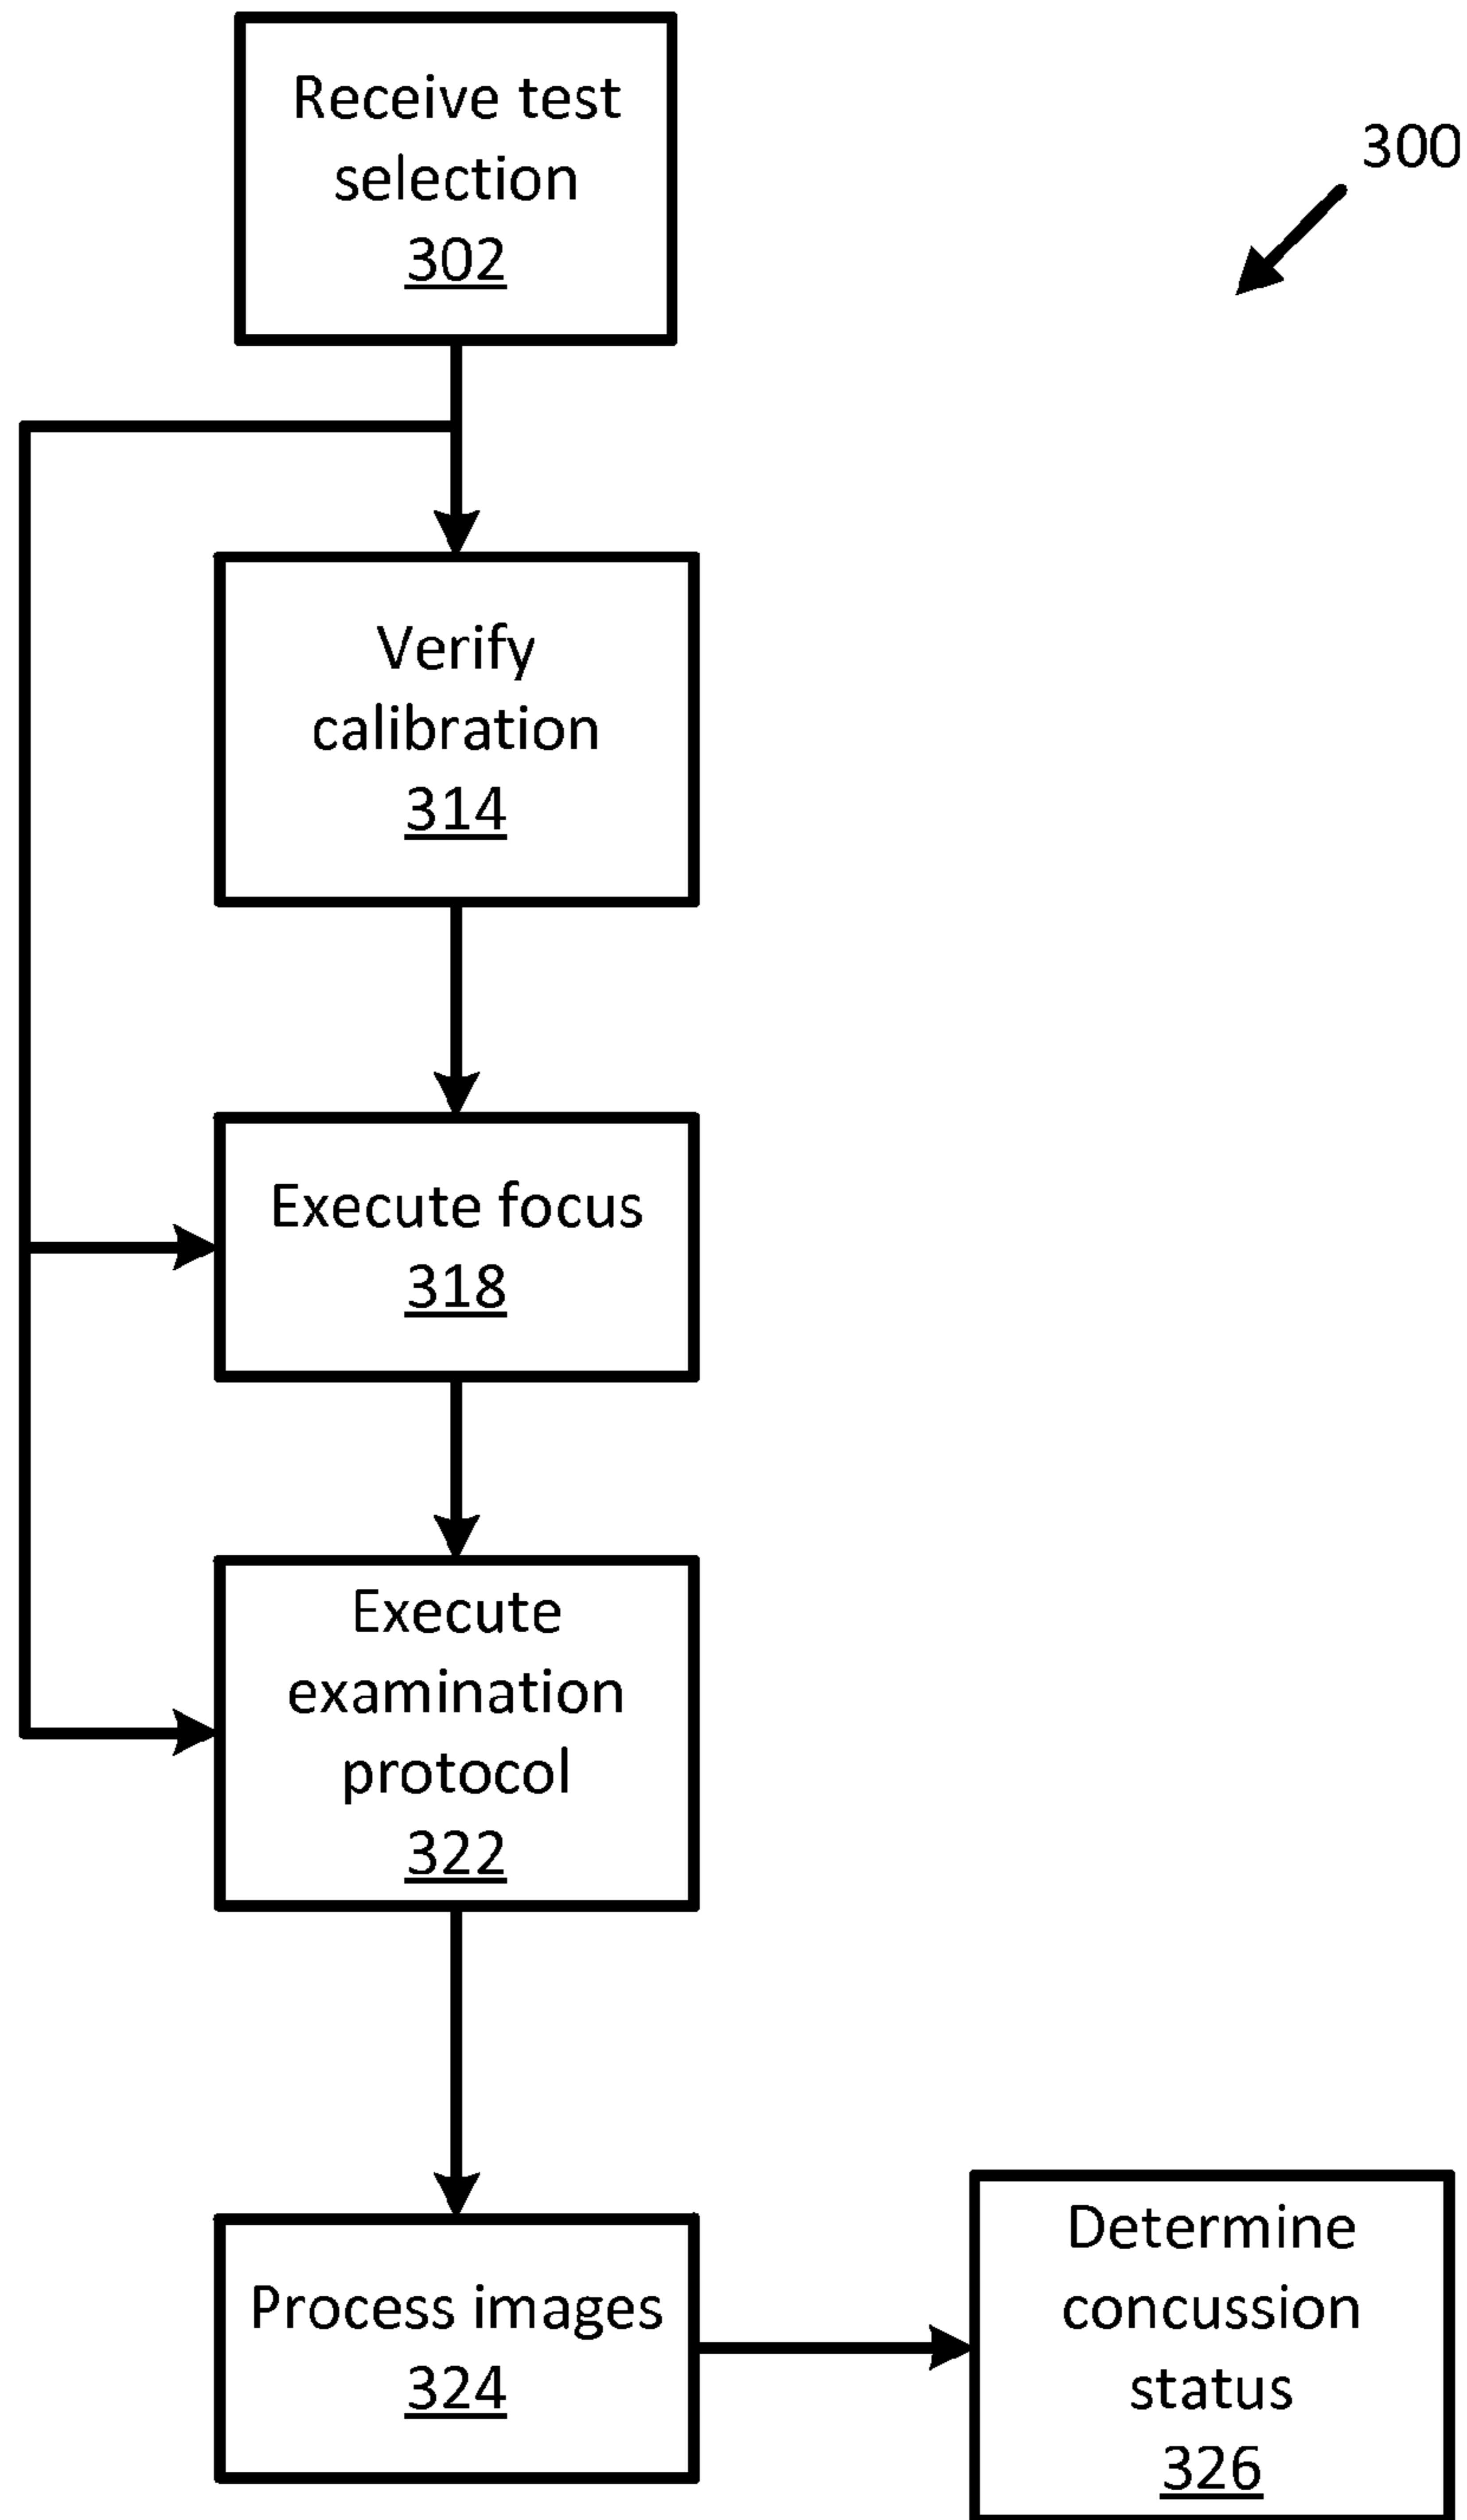 Receive test
selection
302
300
Verify
calibration
314
Execute focus
318
Execute
examination
protocol
322
Process images
324
Determine
concussion
status
326